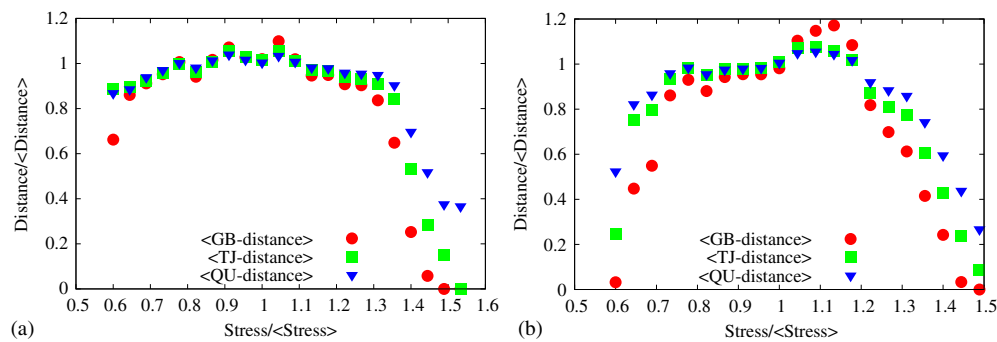 1.2
1
0.8
0.6
0.4
0.2
0
Distance/<Distance>
<GB-distance>
<TJ-distance>
<QU-distance>
0.5 0.6 0.7 0.8 0.9 1 1.1 1.2 1.3 1.4 1.5 1.6
(a) Stress/<Stress>
1.2
1
0.8
0.6
0.4
0.2
0
Distance/<Distance>
<GB-distance>
<TJ-distance>
<QU-distance>
0.5 0.6 0.7 0.8 0.9 1 1.1 1.2 1.3 1.4 1.5
(b) Stress/<Stress>